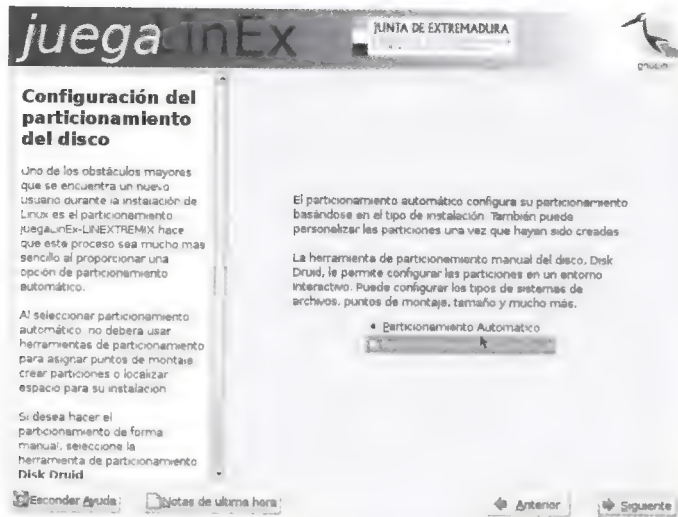 juegaLinEx
JUNTA DE EXTREMADURA
Configuración del
particionamiento
del disco
Uno de los obstáculos mayores
que se encuentra un nuevo
usuario durante la instalación de
Linux es el particionamiento
juegaLinEx-LINEXTREMIX hace
que este proceso sea mucho mas
sencillo al proporcionar una
opción de particionamiento
automático.
Al seleccionar particionamiento
automático no debera usar
herramientas de particionamiento
para asignar puntos de montaje
crear particiones o localizar
espacio para su instalación
Si desea hacer el
particionamiento de forma
manual, seleccione la
herramienta de particionamiento
Disk Druid
El particionamiento automático configura su particionamiento
basándose en el tipo de instalación También puede
personalizar las particiones una vez que hayan sido creadas
La herramienta de particionamiento manual del disco, Disk
Druid, le permite configurar las particiones en un entorno
interactivo. Puede configurar los tipos de sistemas de
archivos, puntos de montaje, tamaño y mucho más.
Particionamiento Automático
Esconder Ayuda
Notas de ultima hora
Anterior
Siguiente